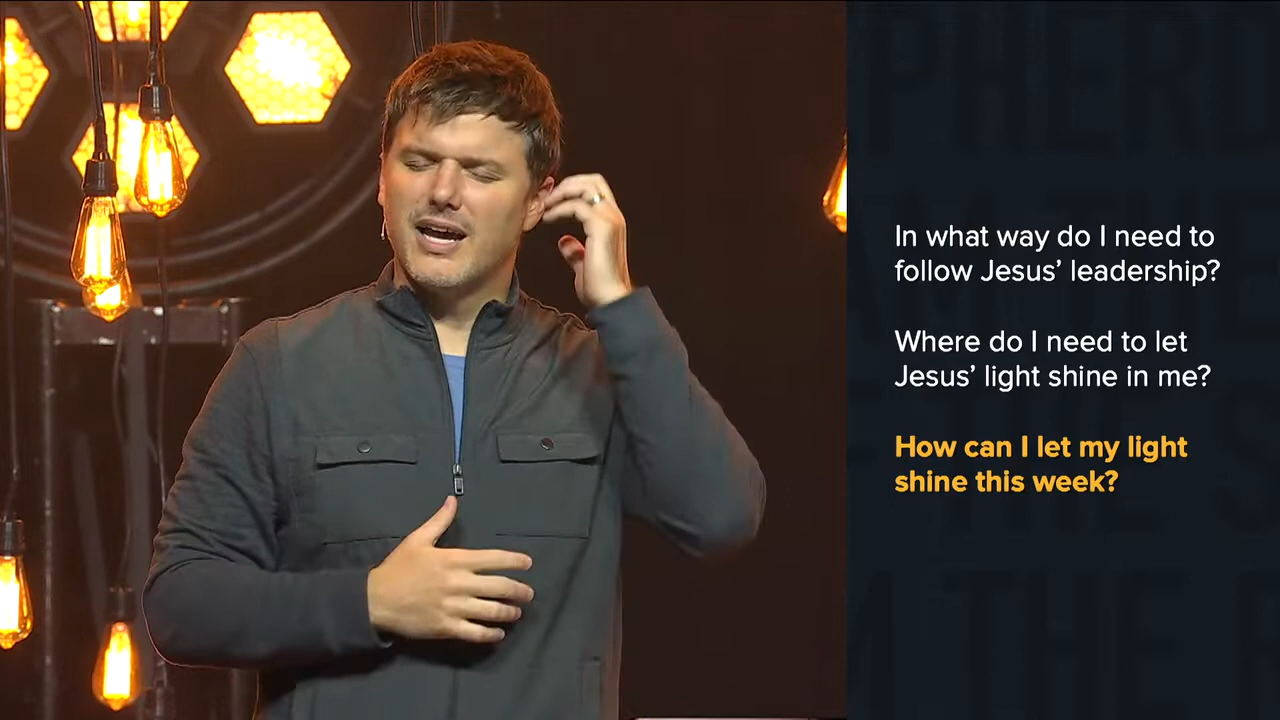 In what way do I need to
follow Jesus’ leadership?
Where do I need to let
Jesus’ light shine in me?
How can I let my light
shine this week?